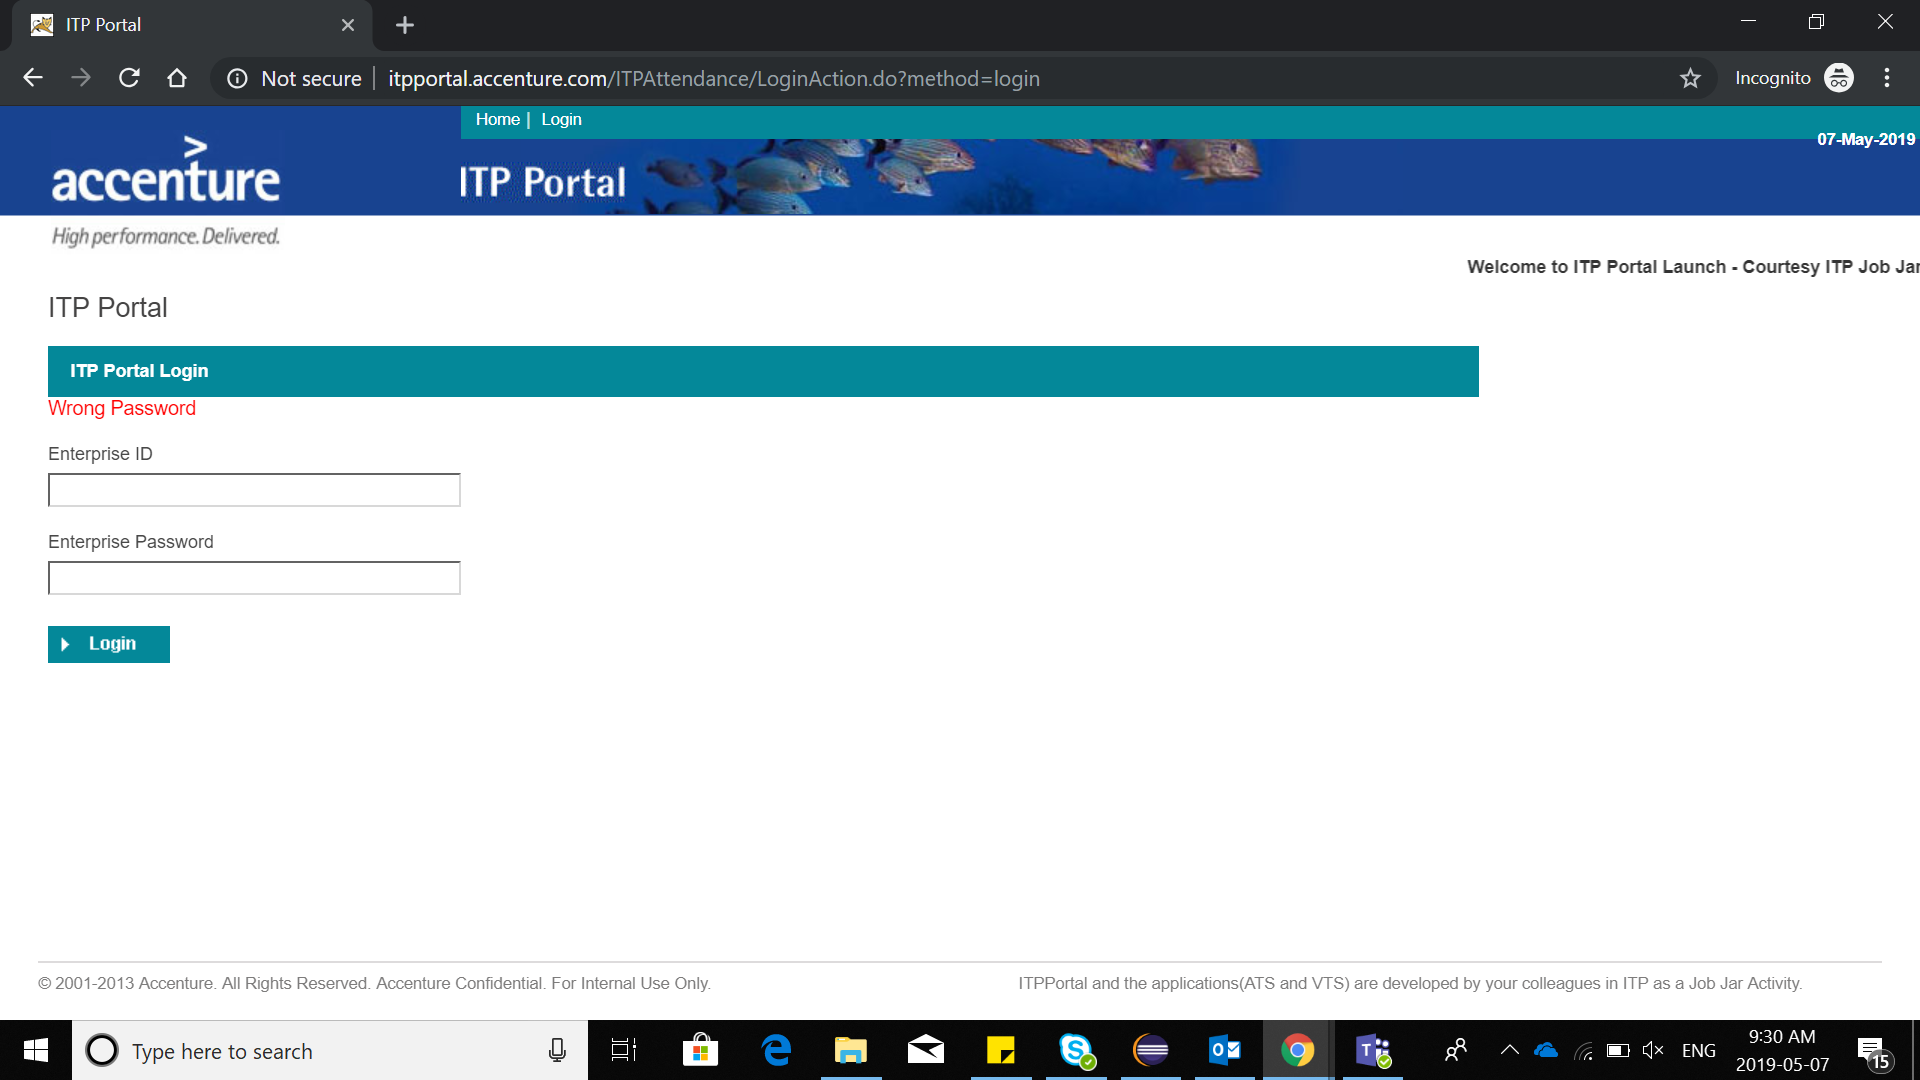 ITP Portal
Not secure
itpportal.accenture.com/ITPAttendance/LoginAction.do?method=login
Incognito
Home | Login
07-May-2019
>
accenture
ITP Portal
High performance. Delivered.
Welcome to ITP Portal Launch - Courtesy ITP Job Jar
ITP Portal
ITP Portal Login
Wrong Password
Enterprise ID
Enterprise Password
Login
© 2001-2013 Accenture. All Rights Reserved. Accenture Confidential. For Internal Use Only.
ITPPortal and the applications(ATS and VTS) are developed by your colleagues in ITP as a Job Jar Activity.
Type here to search
ENG
9:30 AM
2019-05-07
15